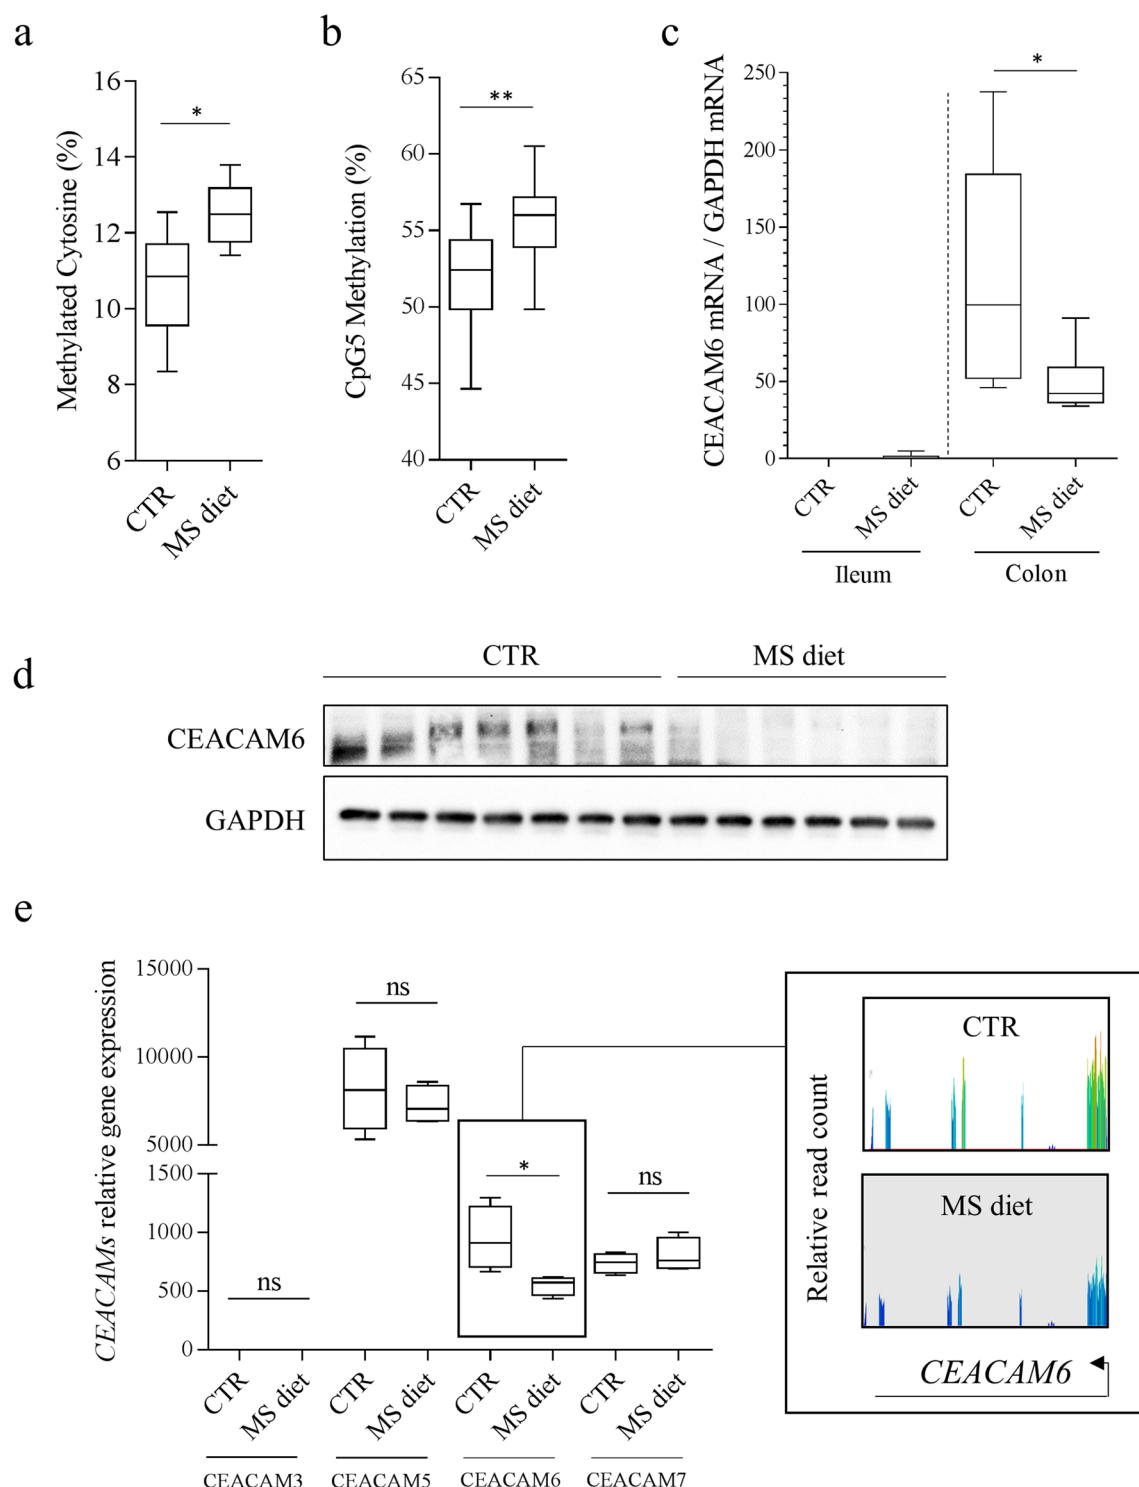 a
Methylated Cytosine (%)
16
14
12
10
8
6
*
CTR
MS diet
b
CpG5 Methylation (%)
65
60
55
50
45
40
**
CTR
MS diet
c
CEACAM6 mRNA / GAPDH mRNA
250
200
150
100
50
0
*
CTR
MS diet
CTR
MS diet
Ileum
Colon
d
CTR
MS diet
CEACAM6
GAPDH
e
CEACAMs relative gene expression
15000
10000
5000
1500
1000
500
0
ns
ns
*
ns
CTR
MS diet
CTR
MS diet
CTR
MS diet
CTR
MS diet
CEACAM3
CEACAM5
CEACAM6
CEACAM7
Relative read count
CTR
MS diet
CEACAM6